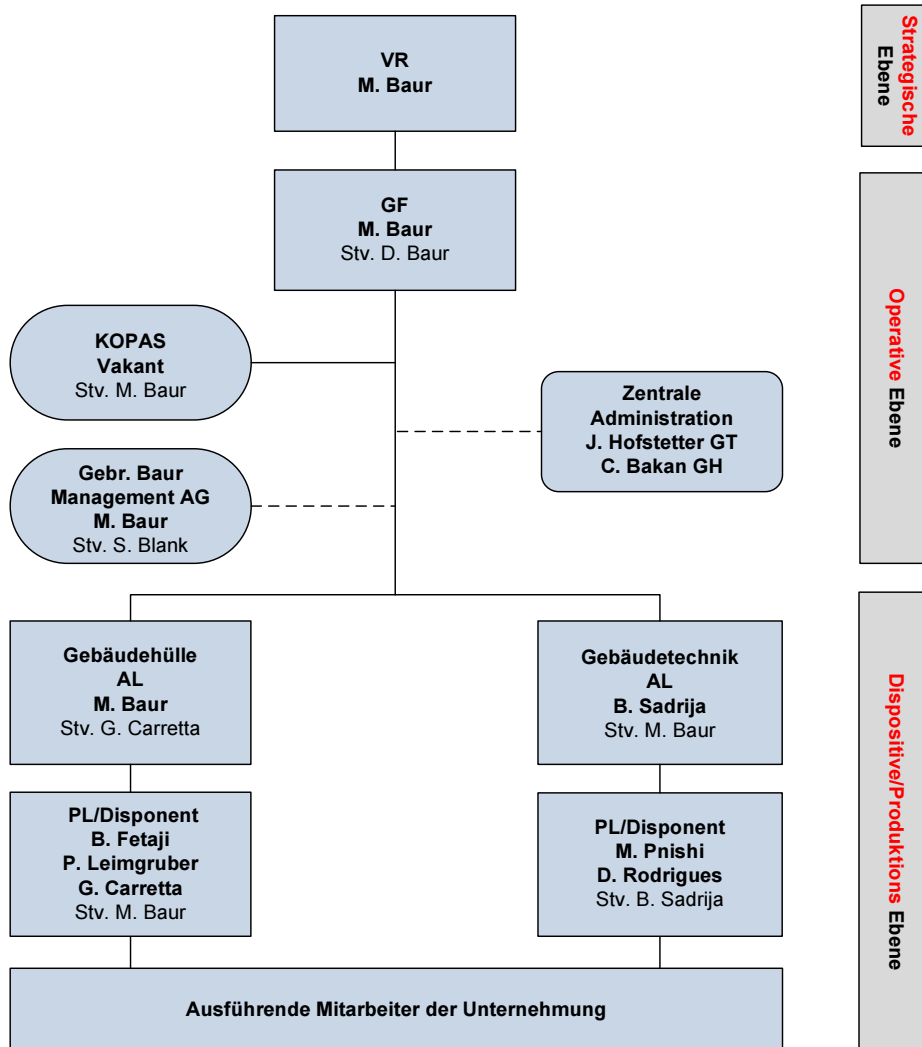 VR
M. Baur
GF
M. Baur
Stv. D. Baur
KOPAS
Vakant
Stv. M. Baur
Zentrale
Administration
J. Hofstetter GT
C. Bakan GH
Gebr. Baur
Management AG
M. Baur
Stv. S. Blank
Gebäudehülle
AL
M. Baur
Stv. G. Carretta
Gebäudetechnik
AL
B. Sadrija
Stv. M. Baur
PL/Disponent
B. Fetaji
P. Leimgruber
G. Carretta
Stv. M. Baur
PL/Disponent
M. Pnishi
D. Rodrigues
Stv. B. Sadrija
Ausführende Mitarbeiter der Unternehmung
Strategische
Ebene
Operative Ebene
Dispositive/Produktions Ebene